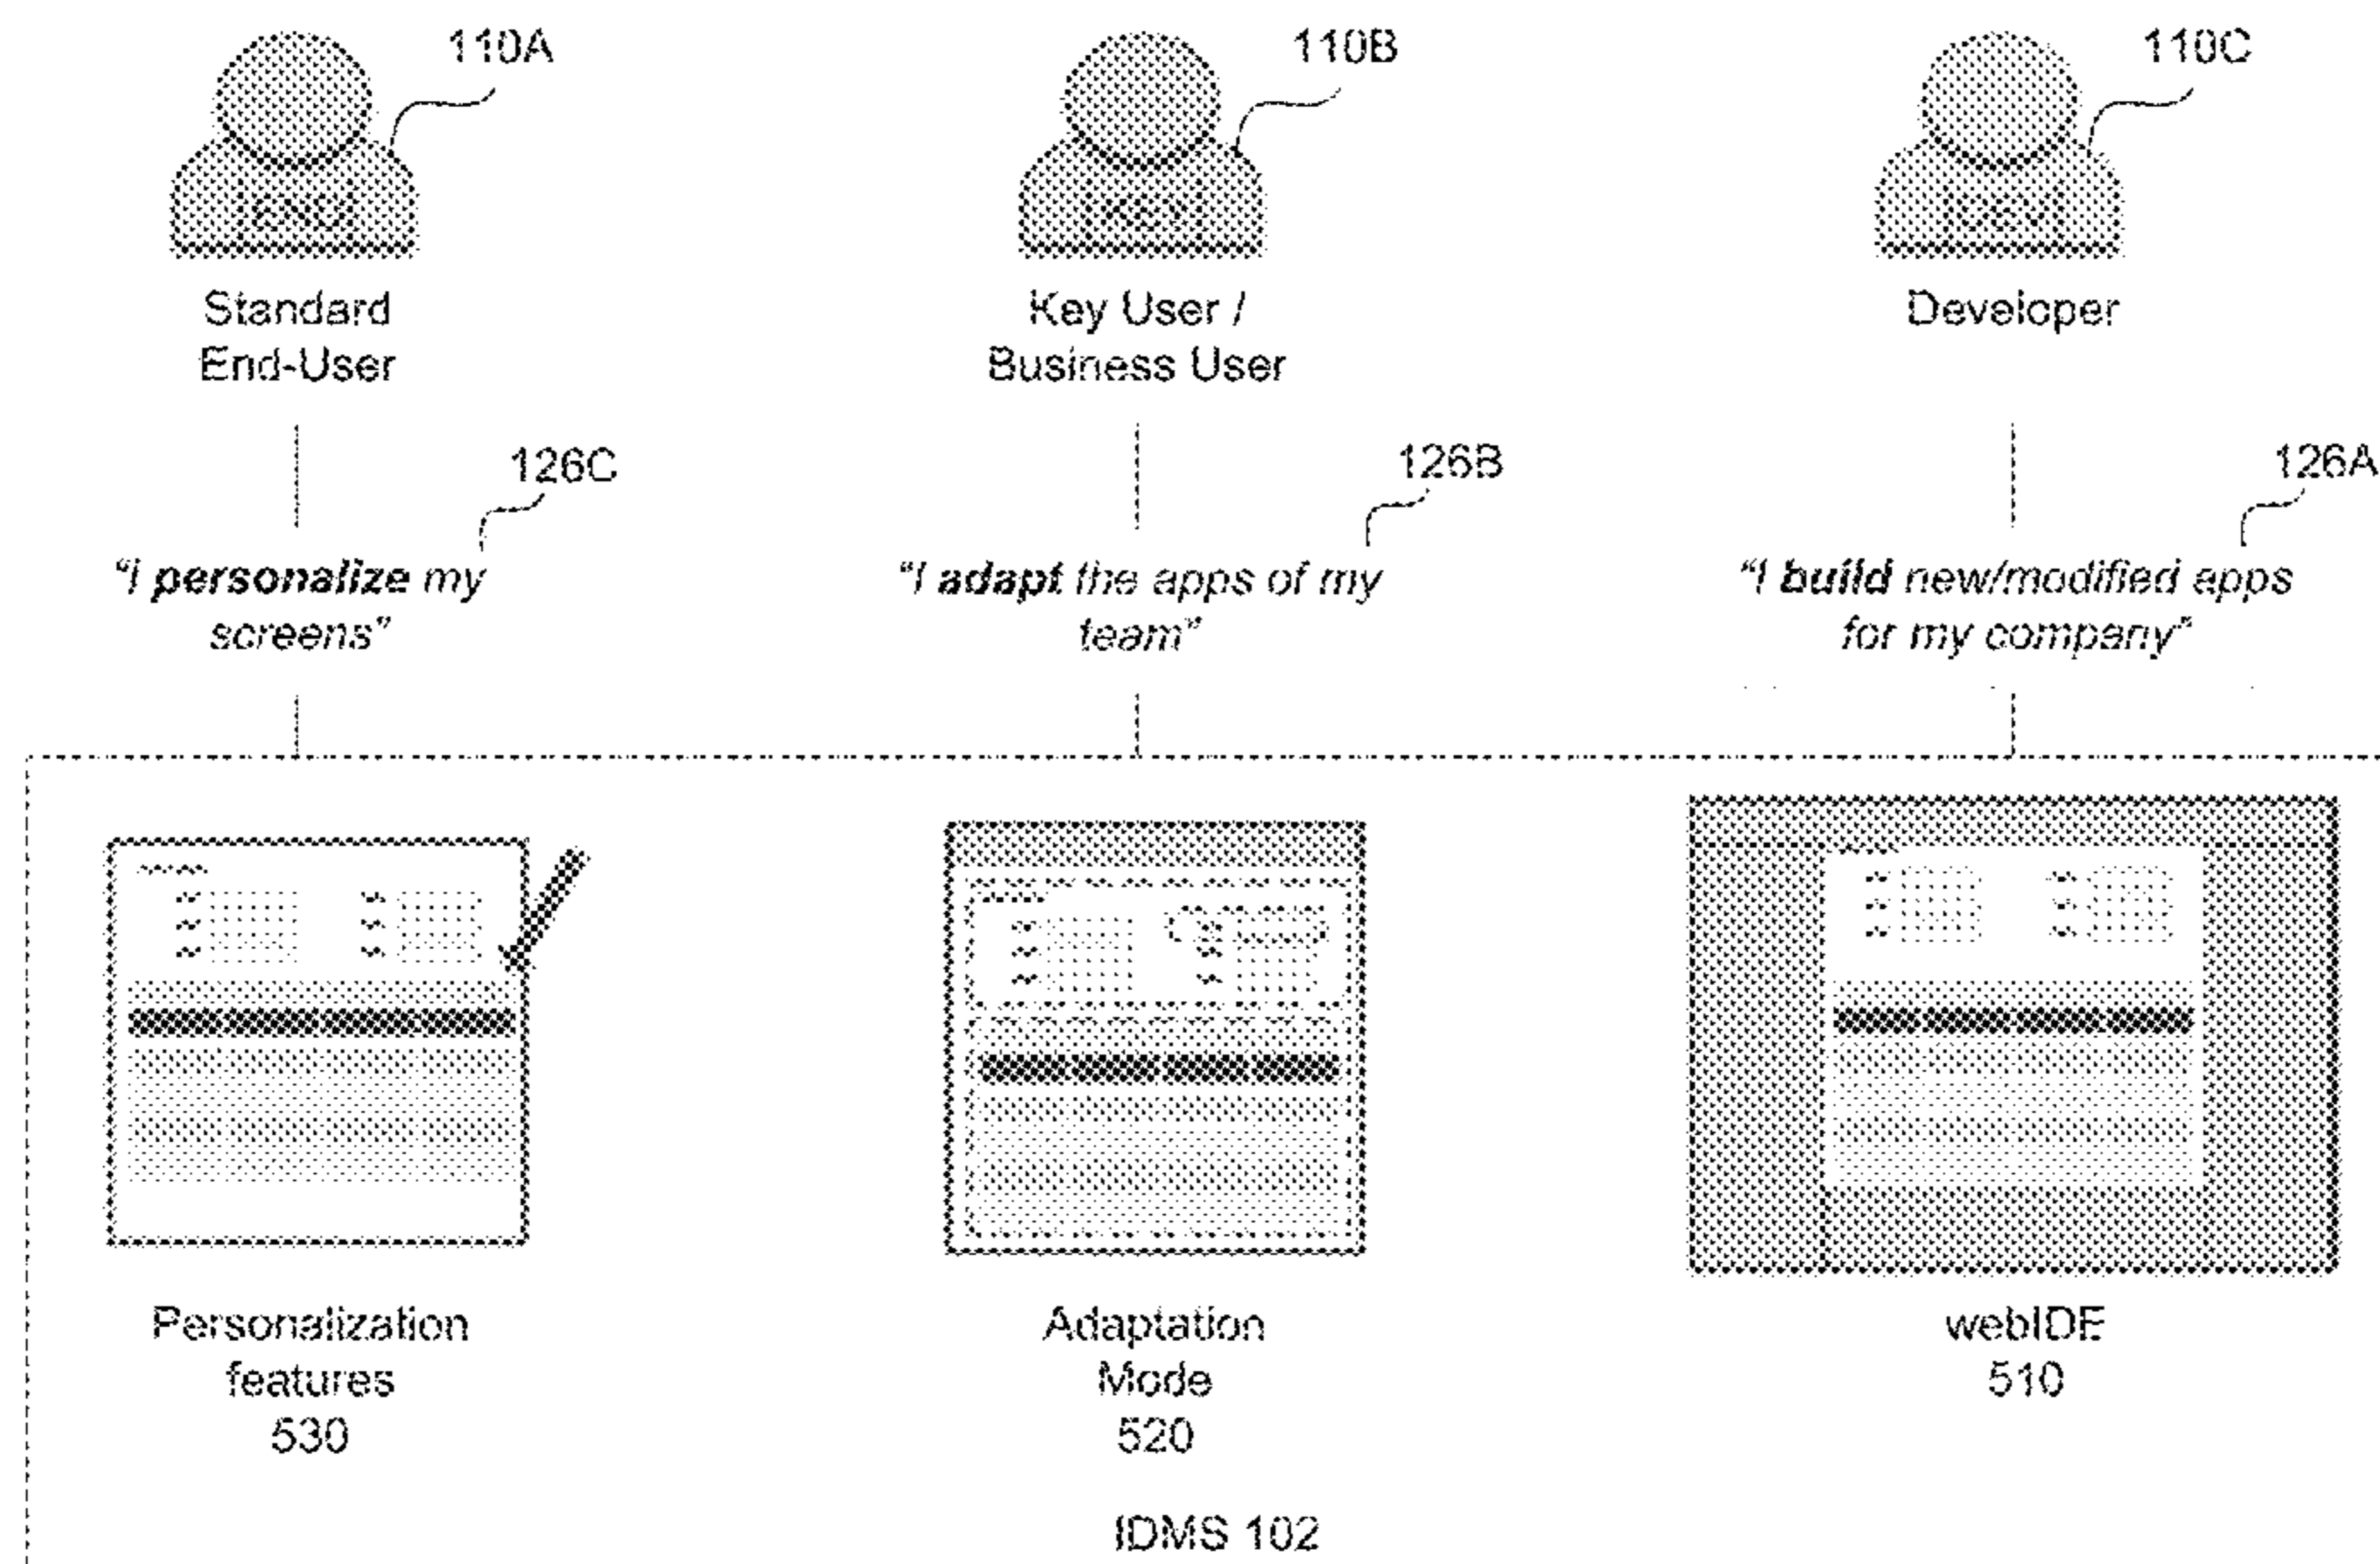 110A
110B
110C
Standard
End-User
Key User /
Business User
Developer
126C
126B
126A
"I personalize my
screens"
"I adapt the apps of my
team"
"I build new/modified apps
for my company"
Personalization
features
530
Adaptation
Mode
520
webIDE
510
IDMS 102